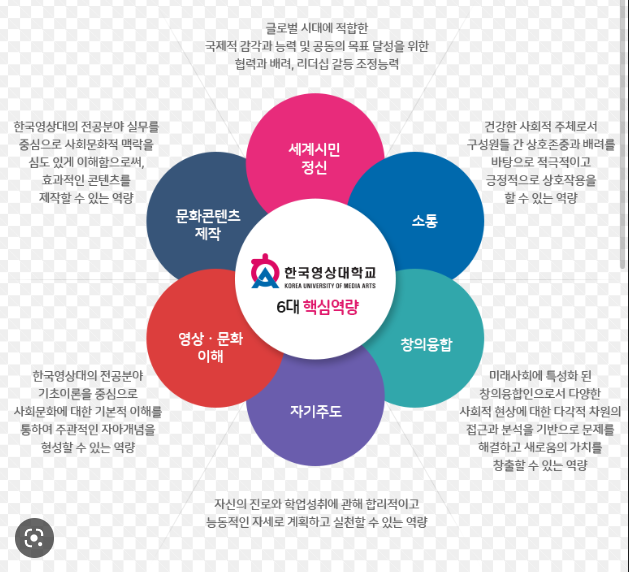 글로벌 시대에 적합한
국제적 감각과 능력 및 공동의 목표 달성을 위한
협력과 배려, 리더십 갈등 조정능력
세계시민
정신
한국영상대의 전공분야 실무를
중심으로 사회문화적 맥락을
심도 있게 이해함으로써,
효과적인 콘텐츠를
제작할 수 있는 역량
문화콘텐츠
제작
건강한 사회적 주체로서
구성원들 간 상호존중과 배려를
바탕으로 적극적이고
긍정적으로 상호작용을
할 수 있는 역량
소통
한국영상대학교
KOREA UNIVERSITY OF MEDIA ARTS
6대 핵심역량
영상 · 문화
이해
창의융합
자기주도
한국영상대의 전공분야
기초이론을 중심으로
사회문화에 대한 기본적 이해를
통하여 주관적인 자아개념을
형성할 수 있는 역량
미래사회에 특성화 된
창의융합인으로서 다양한
사회적 현상에 대한 다각적 차원의
접근과 분석을 기반으로 문제를
해결하고 새로움의 가치를
창출할 수 있는 역량
자신의 진로와 학업성취에 관해 합리적이고
능동적인 자세로 계획하고 실천할 수 있는 역량